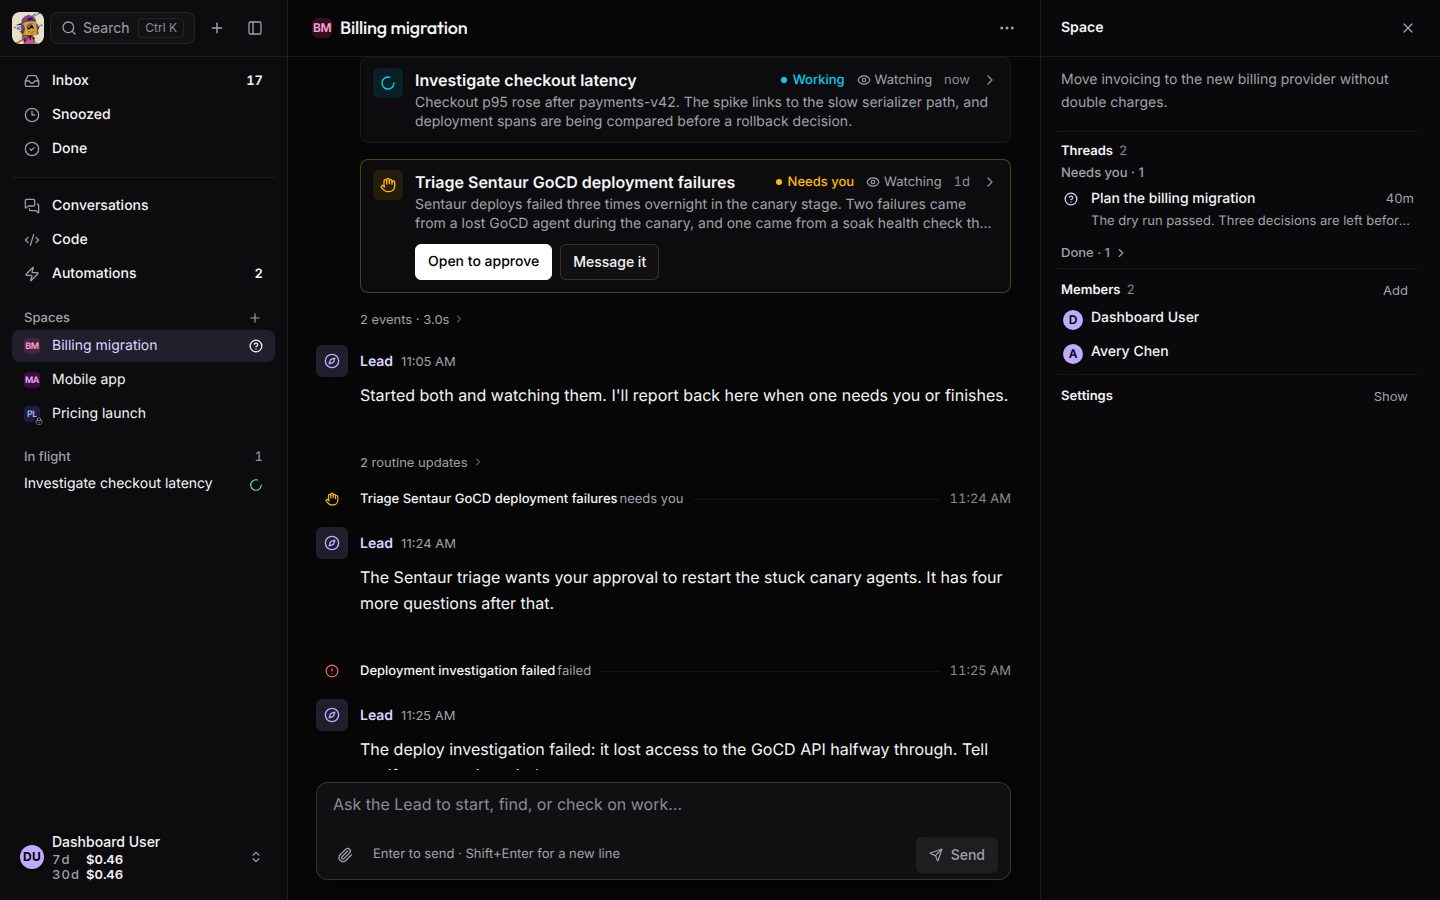 Search Ctrl K
Inbox 17
Snoozed
Done
Conversations
Code
Automations 2
Spaces
BM Billing migration
MA Mobile app
PL Pricing launch
In flight 1
Investigate checkout latency
DU Dashboard User
7d $0.46
30d $0.46
BM Billing migration
Investigate checkout latency Working Watching now
Checkout p95 rose after payments-v42. The spike links to the slow serializer path, and
deployment spans are being compared before a rollback decision.
Triage Sentaur GoCD deployment failures Needs you Watching 1d
Sentaur deploys failed three times overnight in the canary stage. Two failures came
from a lost GoCD agent during the canary, and one came from a soak health check th...
Open to approve Message it
2 events · 3.0s
Lead 11:05 AM
Started both and watching them. I'll report back here when one needs you or finishes.
2 routine updates
Triage Sentaur GoCD deployment failures needs you 11:24 AM
Lead 11:24 AM
The Sentaur triage wants your approval to restart the stuck canary agents. It has four
more questions after that.
Deployment investigation failed failed 11:25 AM
Lead 11:25 AM
The deploy investigation failed: it lost access to the GoCD API halfway through. Tell
Ask the Lead to start, find, or check on work...
Enter to send · Shift+Enter for a new line Send
Space
Move invoicing to the new billing provider without
double charges.
Threads 2
Needs you · 1
Plan the billing migration 40m
The dry run passed. Three decisions are left befor...
Done · 1
Members 2 Add
D Dashboard User
A Avery Chen
Settings Show